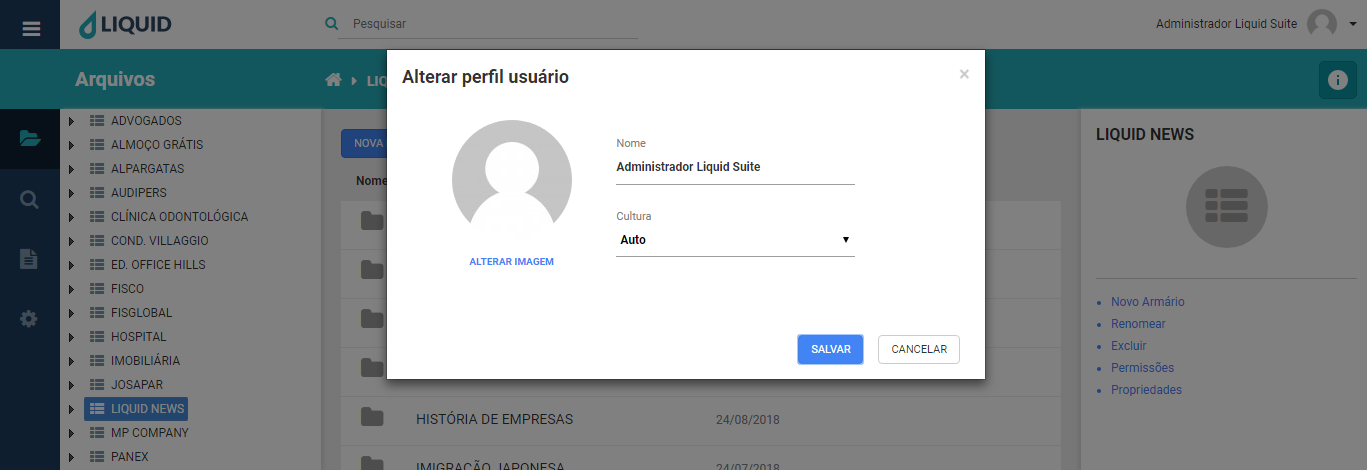 LIQUID
Pesquisar
Administrador Liquid Suite
Arquivos
LIQ
Alterar perfil usuário
×
Nome
Administrador Liquid Suite
Cultura
Auto
ALTERAR IMAGEM
SALVAR
CANCELAR
ADVOGADOS
ALMOÇO GRÁTIS
ALPARGATAS
AUDIPERS
CLÍNICA ODONTOLÓGICA
COND. VILLAGGIO
ED. OFFICE HILLS
FISCO
FISGLOBAL
HOSPITAL
IMOBILIÁRIA
JOSAPAR
LIQUID NEWS
MP COMPANY
PANEX
NOVA
Nome
HISTÓRIA DE EMPRESAS 24/08/2018
IMIGRAÇÃO JAPONESA 24/07/2018
LIQUID NEWS
Novo Armário
Renomear
Excluir
Permissões
Propriedades